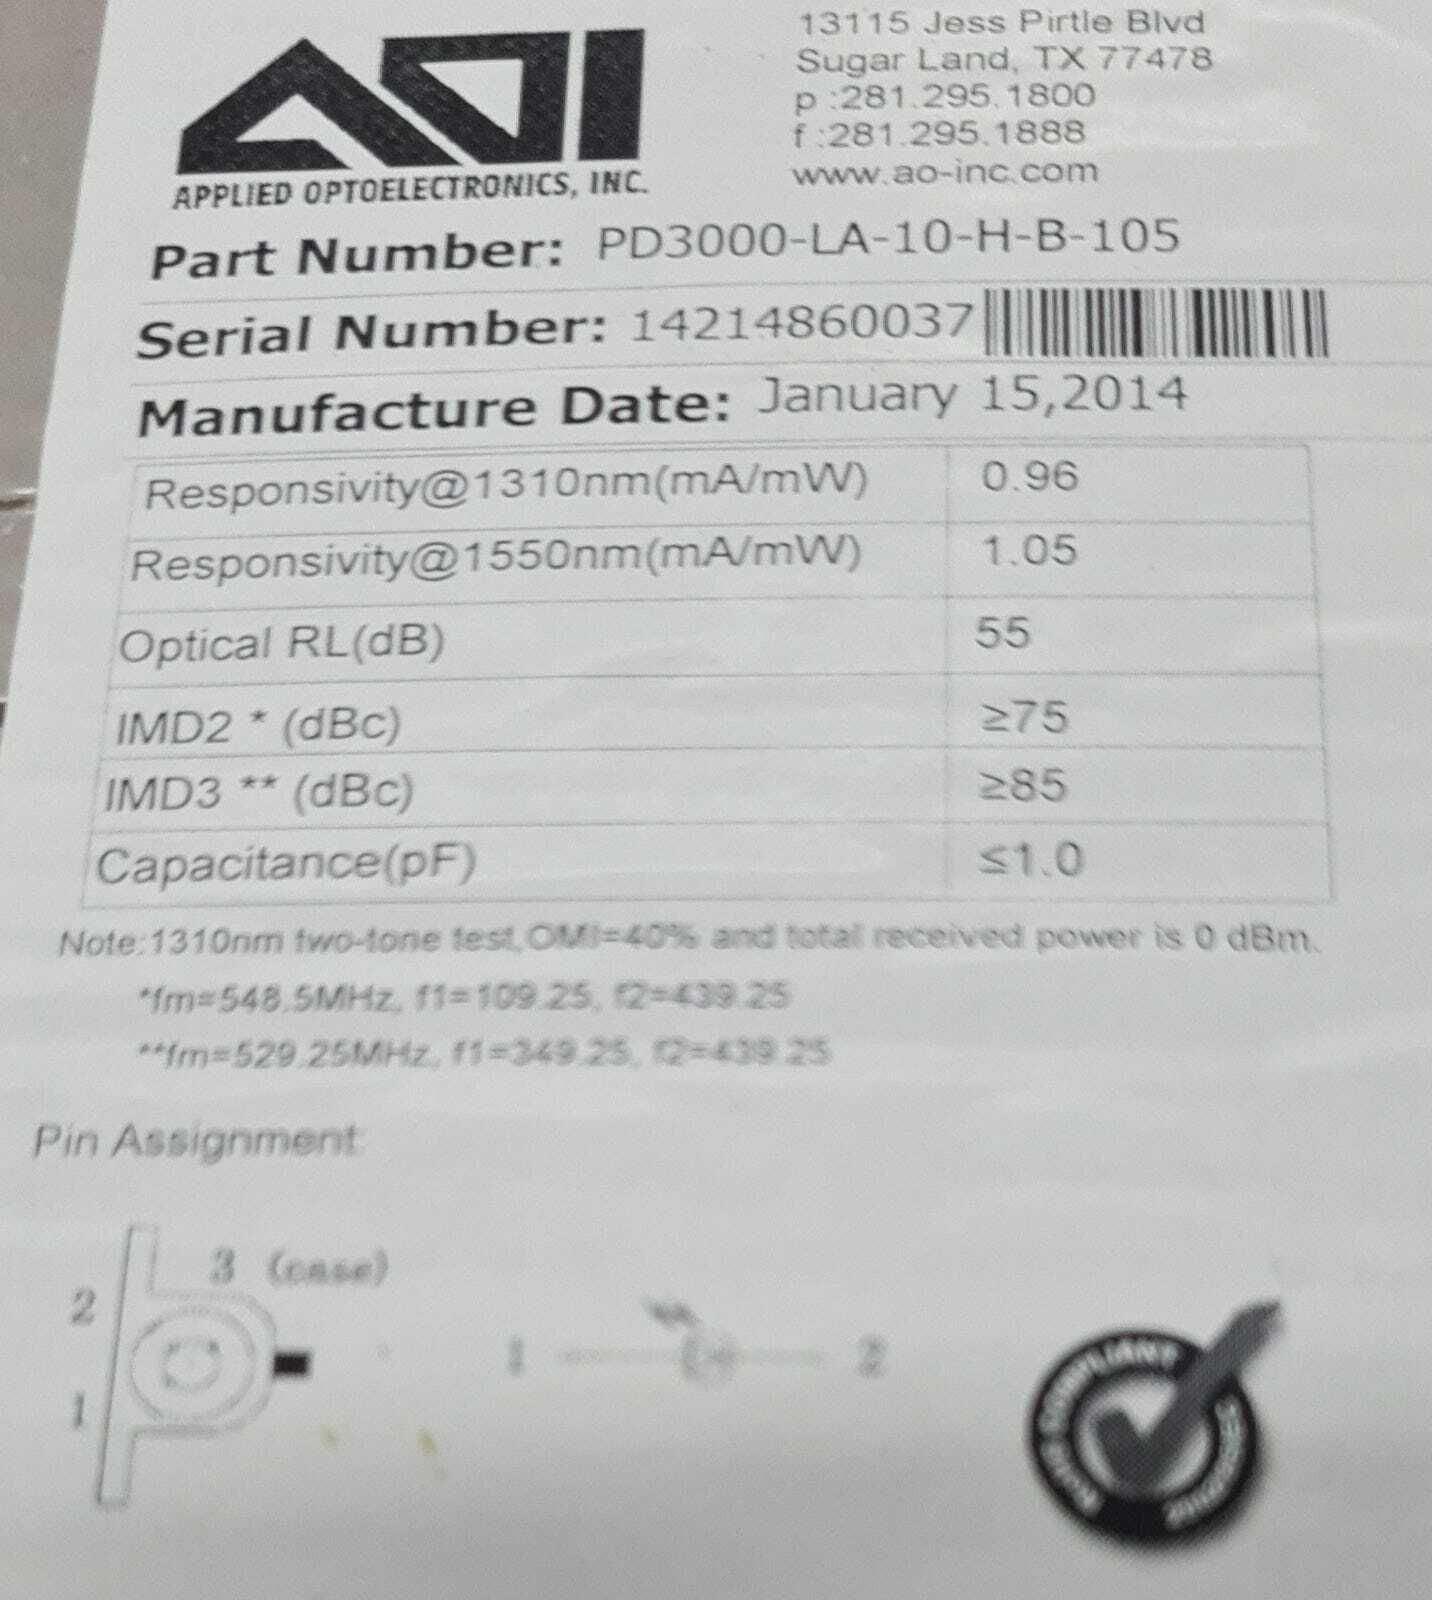 AOI
APPLIED OPTOELECTRONICS, INC.
13115 Jess Pirtle Blvd
Sugar Land, TX 77478
p :281.295.1800
f :281.295.1888
www.ao-inc.com
Part Number: PD3000-LA-10-H-B-105
Serial Number: 14214860037
Manufacture Date: January 15,2014
Responsivity@1310nm(mA/mW) 0.96
Responsivity@1550nm(mA/mW) 1.05
Optical RL(dB) 55
IMD2 * (dBc) ≥75
IMD3 ** (dBc) ≥85
Capacitance(pF) ≤1.0
Note:1310nm two-tone test,OMI=40% and total received power is 0 dBm.
*fm=548.5MHz, f1=109.25, f2=439.25
**fm=529.25MHz, f1=349.25, f2=439.25
Pin Assignment:
3 (case)
2
1
1 2
RoHS COMPLIANT